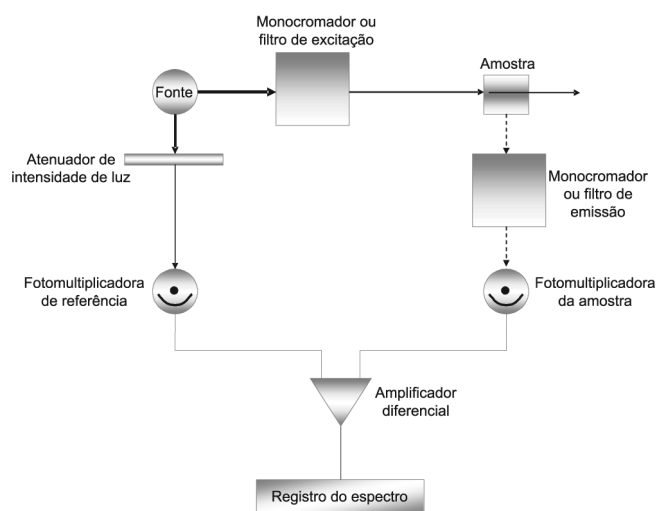 Monocromador ou
filtro de excitação
Amostra
Fonte
Atenuador de
intensidade de luz
Monocromador
ou filtro de
emissão
Fotomultiplicadora
de referência
Fotomultiplicadora
da amostra
Amplificador
diferencial
Registro do espectro